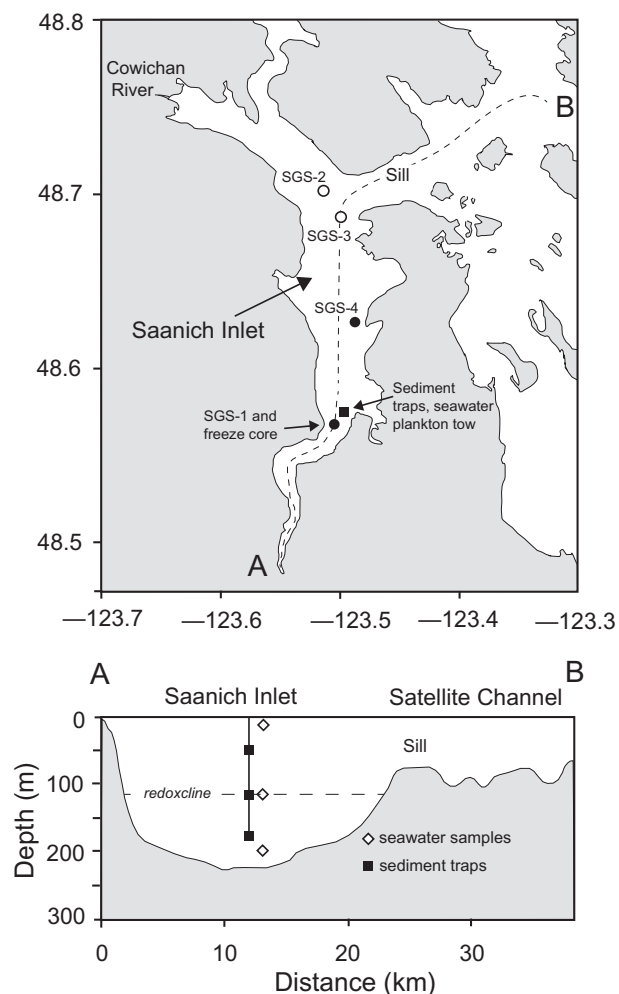 48.8
48.7
48.6
48.5
Cowichan
River
B
SGS-2
Sill
SGS-3
SGS-4
Saanich Inlet
Sediment
traps, seawater
plankton tow
SGS-1 and
freeze core
A
—123.7
—123.6
—123.5
—123.4
—123.3
A
B
Saanich Inlet
Satellite Channel
0
100
200
300
Depth (m)
Sill
redoxcline
seawater samples
sediment traps
0
10
20
30
Distance (km)